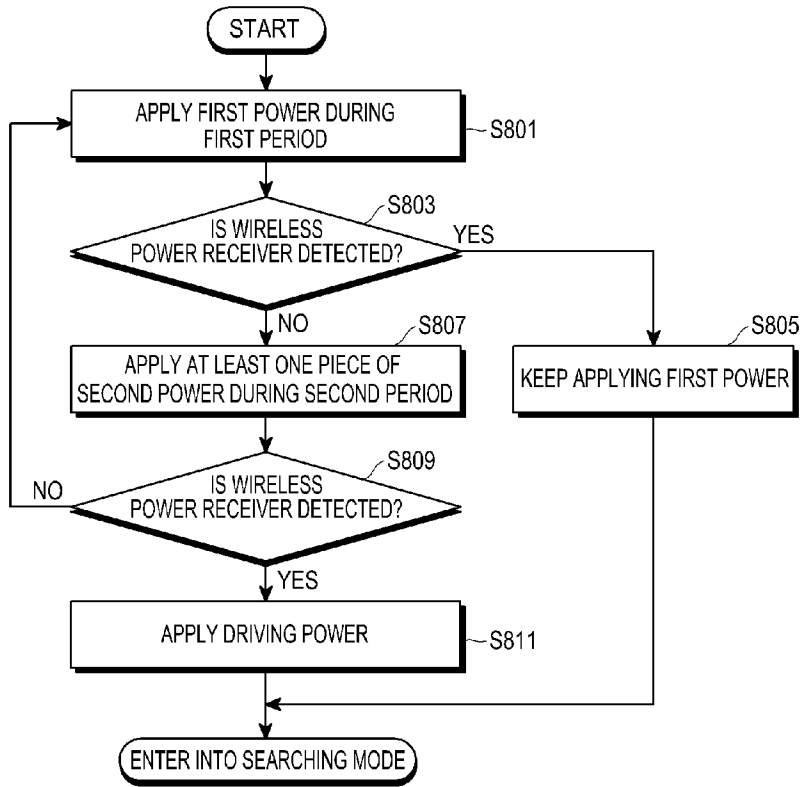 START
APPLY FIRST POWER DURING
FIRST PERIOD
S801
S803
IS WIRELESS
POWER RECEIVER DETECTED?
YES
NO
S807
APPLY AT LEAST ONE PIECE OF
SECOND POWER DURING SECOND PERIOD
S805
KEEP APPLYING FIRST POWER
S809
IS WIRELESS
POWER RECEIVER DETECTED?
NO
YES
APPLY DRIVING POWER
S811
ENTER INTO SEARCHING MODE